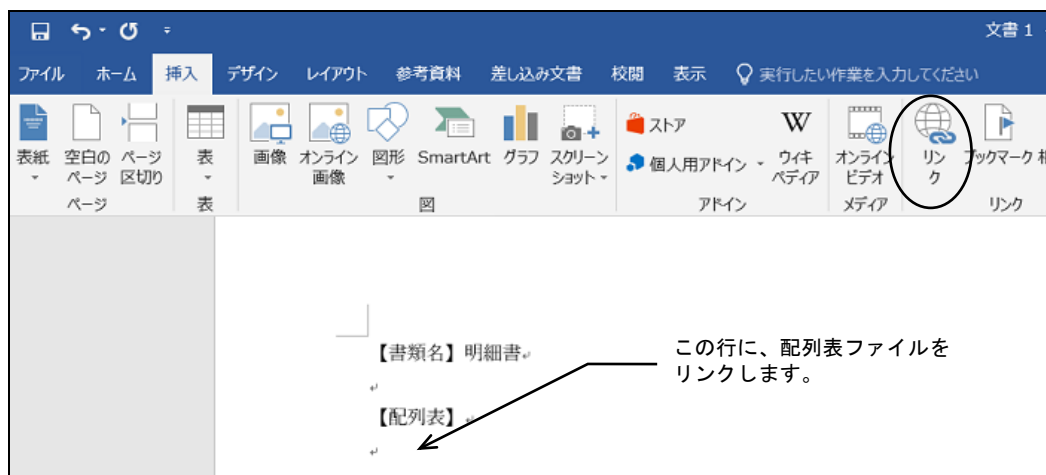 文書 1
ファイル ホーム 挿入 デザイン レイアウト 参考資料 差し込み文書 校閲 表示 実行したい作業を入力してください
表紙
空白の
ページ
ページ
区切り
表
画像
オンライン
画像
図形
SmartArt
グラフ
スクリーン
ショット
ストア
個人用アドイン
W
ウィキ
ペディア
オンライン
ビデオ
リン
ク
ブックマーク
ページ 表 図 アドイン メディア リンク
【書類名】明細書
【配列表】
この行に、配列表ファイルを
リンクします。